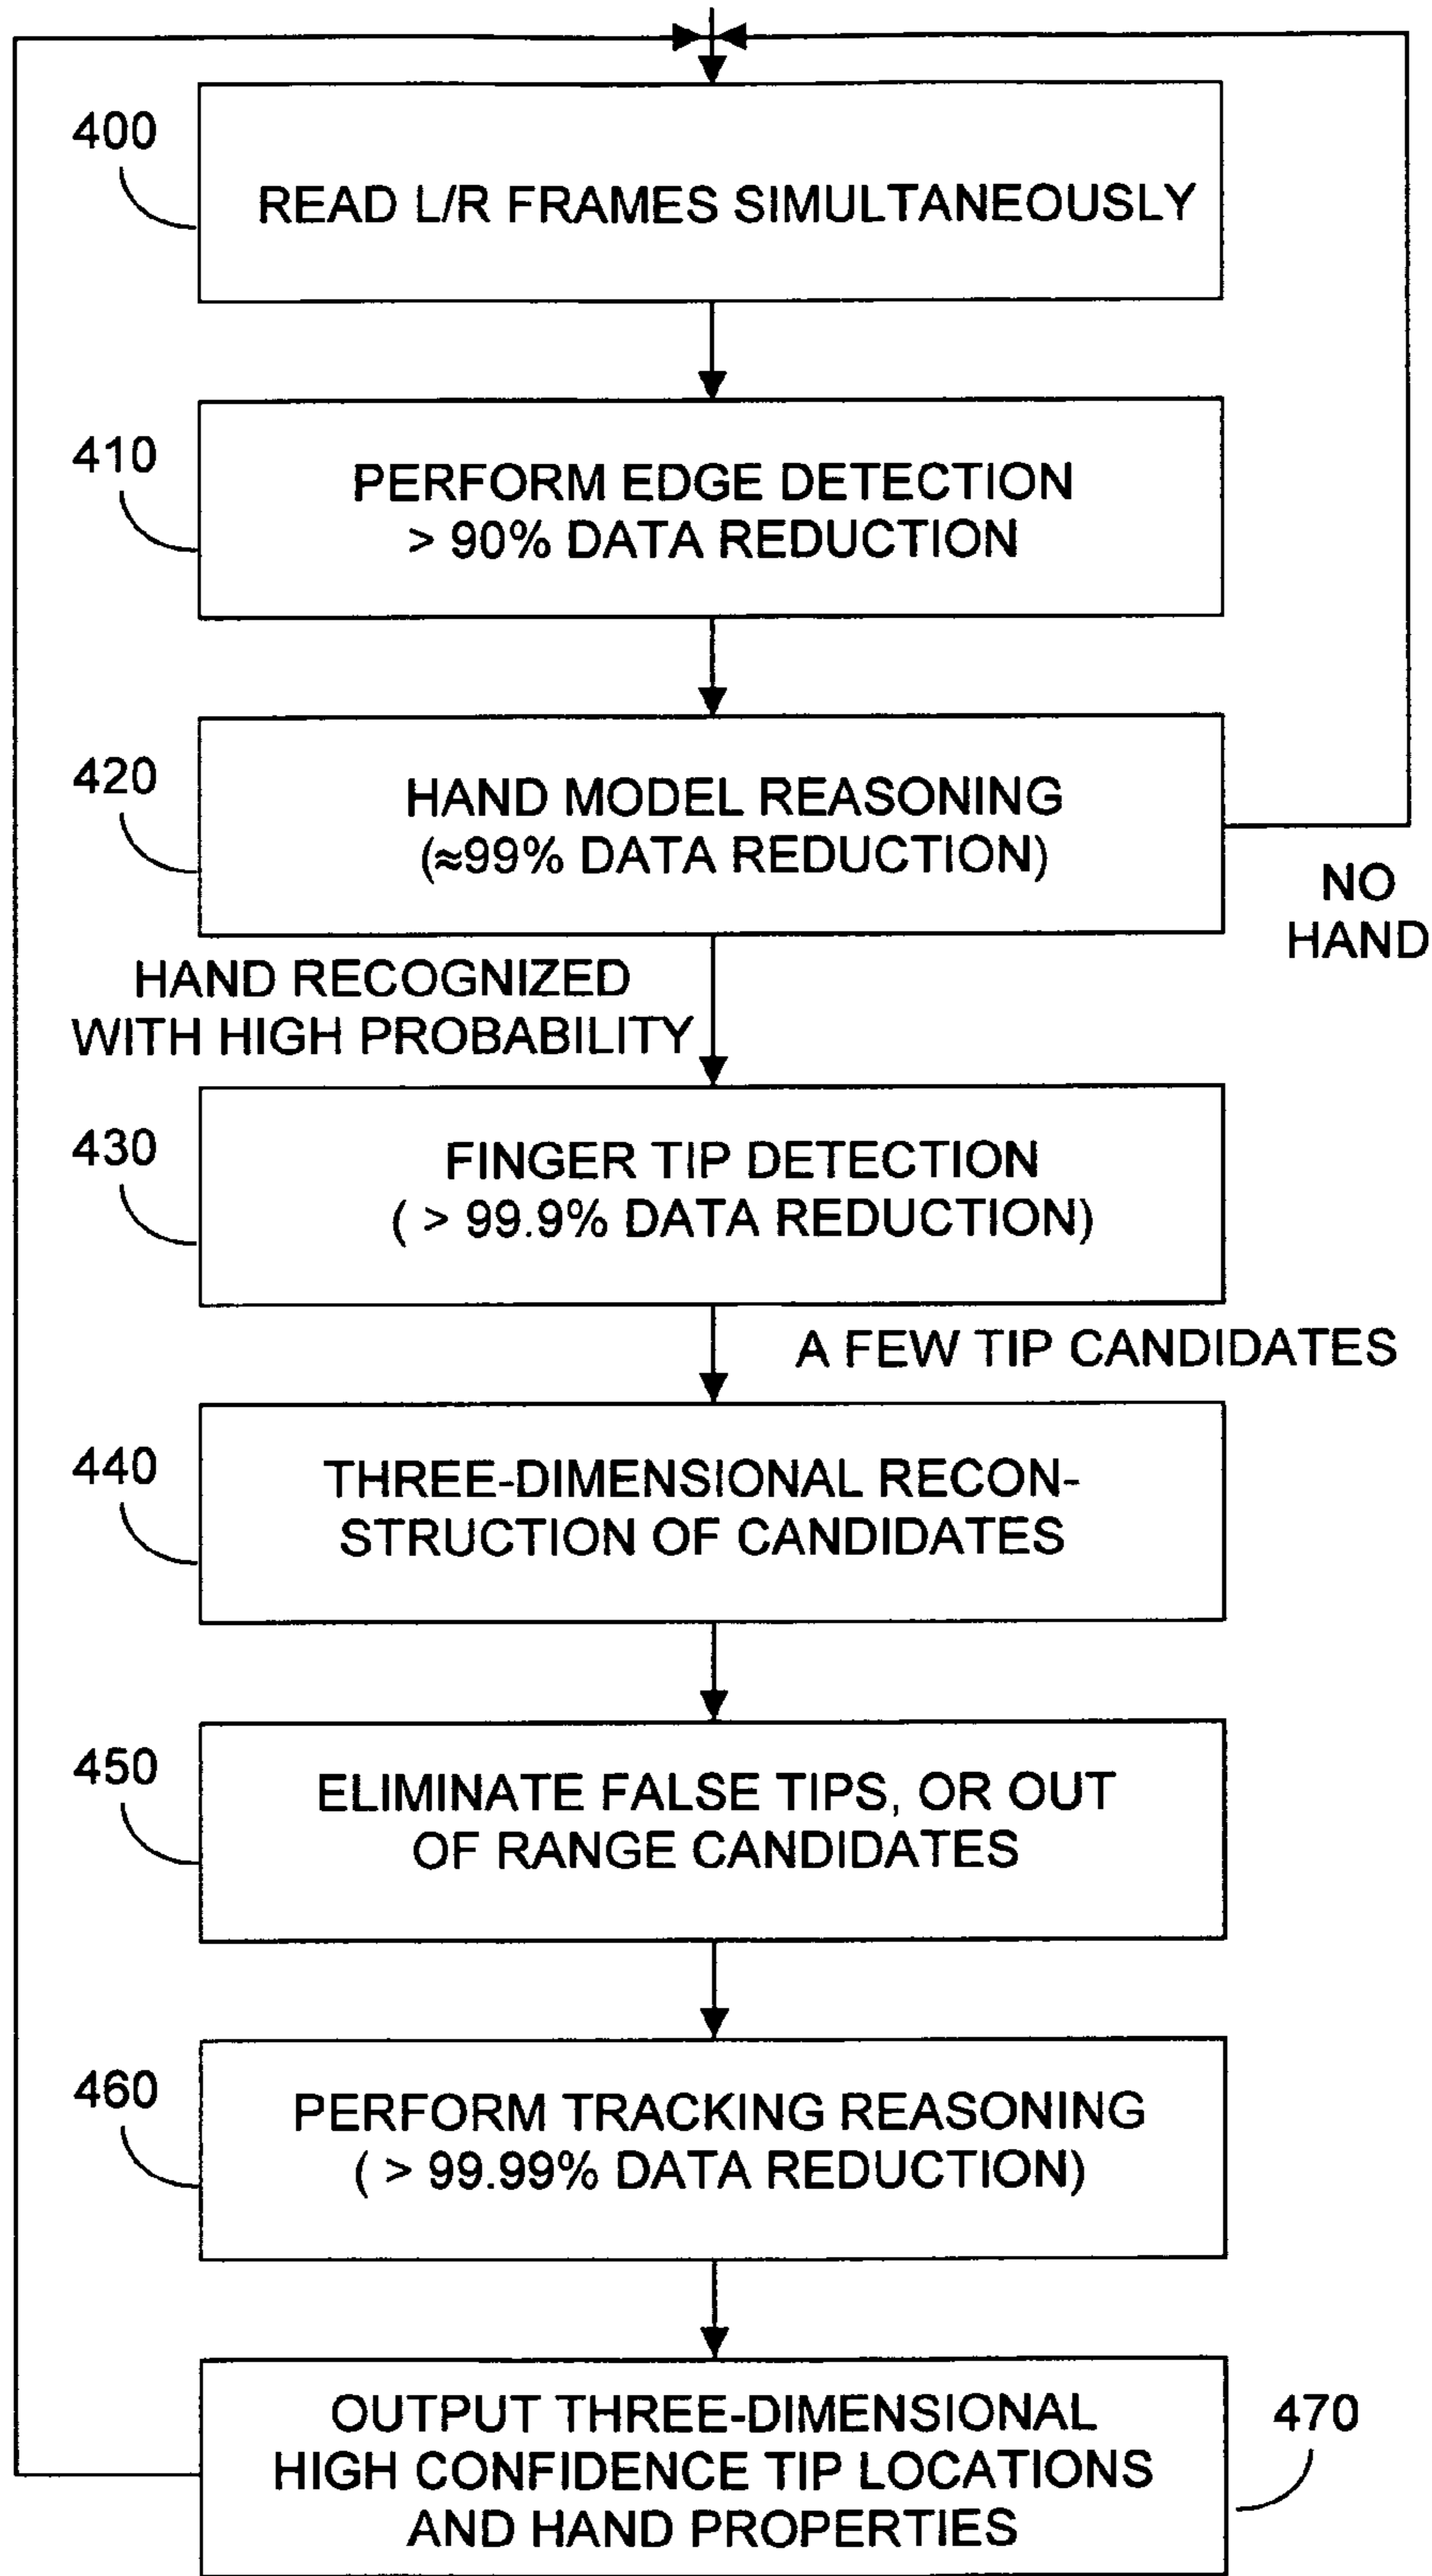 400
READ L/R FRAMES SIMULTANEOUSLY
410
PERFORM EDGE DETECTION
> 90% DATA REDUCTION
420
HAND MODEL REASONING
(≈99% DATA REDUCTION)
NO
HAND
HAND RECOGNIZED
WITH HIGH PROBABILITY
430
FINGER TIP DETECTION
( > 99.9% DATA REDUCTION)
A FEW TIP CANDIDATES
440
THREE-DIMENSIONAL RECON-
STRUCTION OF CANDIDATES
450
ELIMINATE FALSE TIPS, OR OUT
OF RANGE CANDIDATES
460
PERFORM TRACKING REASONING
( > 99.99% DATA REDUCTION)
OUTPUT THREE-DIMENSIONAL
HIGH CONFIDENCE TIP LOCATIONS
AND HAND PROPERTIES
470